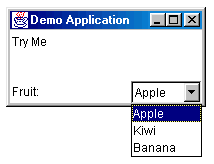 Demo Application
Try Me
Fruit: Apple
Apple
Kiwi
Banana